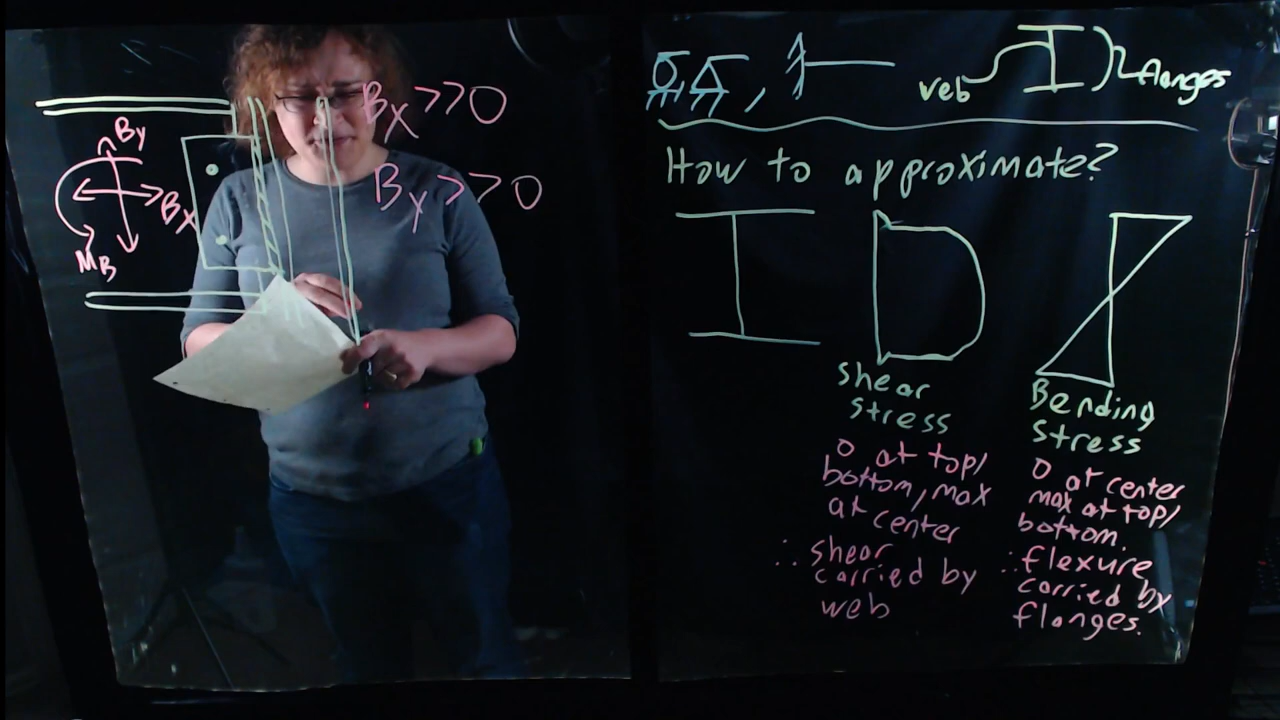 By
Bx
MB
Bx >> 0
By >> 0
web
flanges
How to approximate?
shear
stress
0 at top/
bottom, max
at center
∴ shear
carried by
web
Bending
stress
0 at center
max at top/
bottom.
∴ flexure
carried by
flanges.